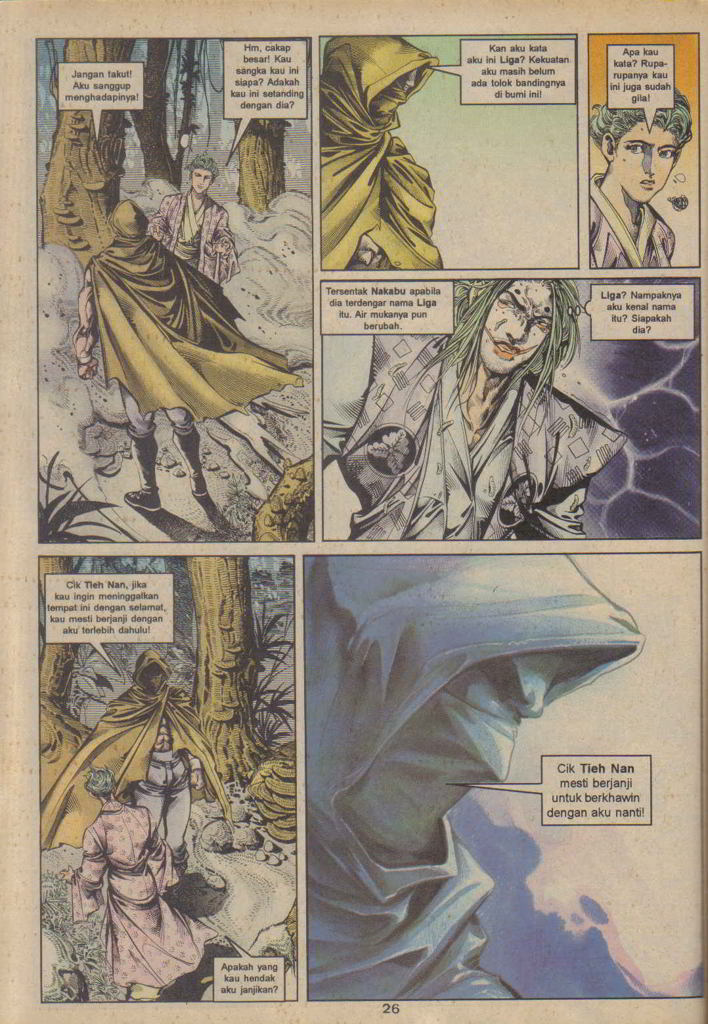 Jangan takut!
Aku sanggup
menghadapinya!
Hm, cakap
besar! Kau
sangka kau ini
siapa? Adakah
kau ini setanding
dengan dia?
Kan aku kata
aku ini Liga? Kekuatan
aku masih belum
ada tolok bandingnya
di bumi ini!
Apa kau
kata? Rupa-
rupanya kau
ini juga sudah
gila!
Tersentak Nakabu apabila
dia terdengar nama Liga
itu. Air mukanya pun
berubah.
Liga? Nampaknya
aku kenal nama
itu? Siapakah
dia?
Cik Tieh Nan, jika
kau ingin meninggalkan
tempat ini dengan selamat,
kau mesti berjanji dengan
aku terlebih dahulu!
Apakah yang
kau hendak
aku janjikan?
Cik Tieh Nan
mesti berjanji
untuk berkhawin
dengan aku nanti!
26